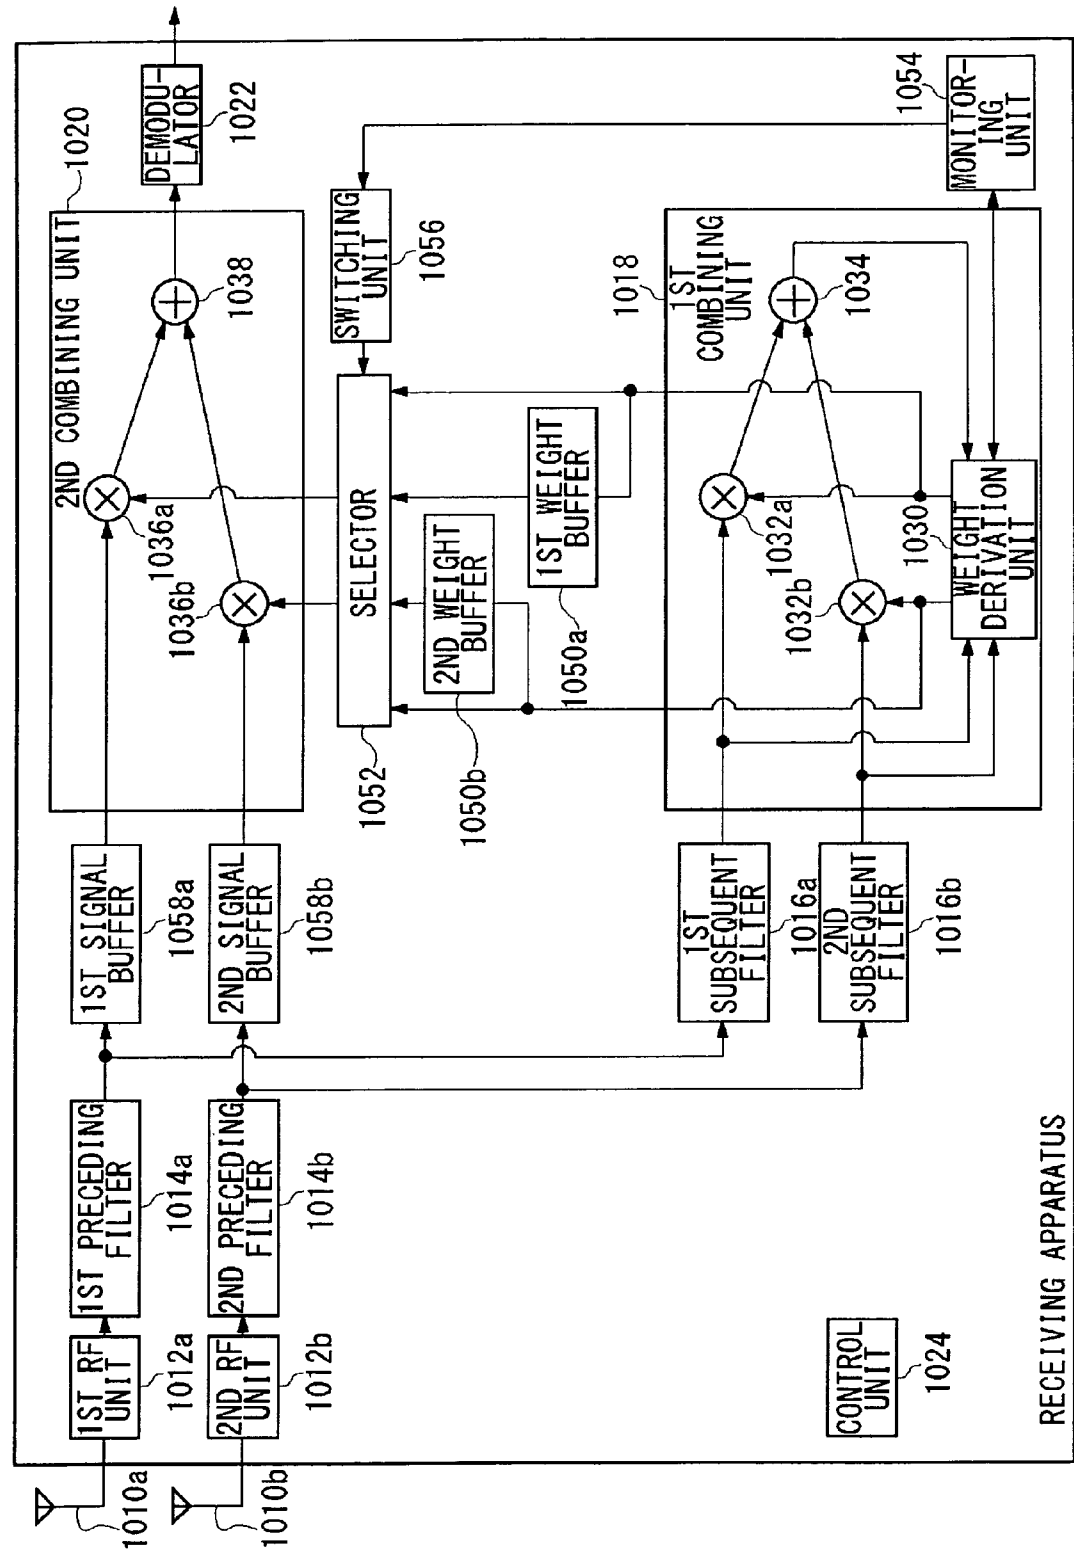 1010a
1010b
1ST RF
UNIT
1012a
2ND RF
UNIT
1012b
1ST PRECEDING
FILTER
1014a
2ND PRECEDING
FILTER
1014b
1ST SIGNAL
BUFFER
1058a
2ND SIGNAL
BUFFER
1058b
2ND COMBINING UNIT
1020
1036a
1036b
1038
DEMODU-
LATOR
1022
SELECTOR
1052
SWITCHING
UNIT
1056
2ND WEIGHT
BUFFER
1050b
1ST WEIGHT
BUFFER
1050a
1ST
SUBSEQUENT
FILTER
1016a
2ND
SUBSEQUENT
FILTER
1016b
1018
1ST
COMBINING
UNIT
1032a
1032b
1034
1030
WEIGHT
DERIVATION
UNIT
MONITOR-
ING
UNIT
1054
CONTROL
UNIT
1024
RECEIVING APPARATUS